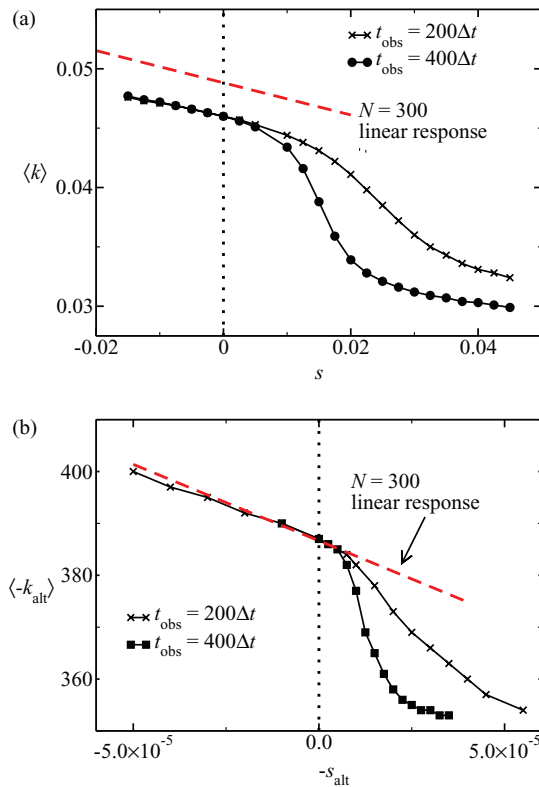 (a)
t_obs = 200Δt
t_obs = 400Δt
0.05
N = 300
linear response
⟨k⟩
0.04
0.03
-0.02
0
0.02
0.04
s
(b)
400
N = 300
linear response
⟨-k_alt⟩
380
t_obs = 200Δt
t_obs = 400Δt
360
-5.0×10^-5
0.0
5.0×10^-5
-s_alt